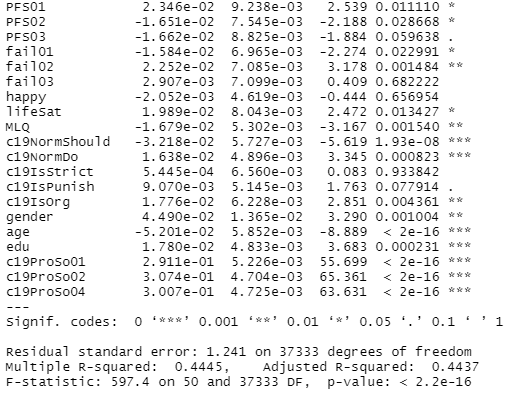 PFS01 2.346e-02 9.238e-03 2.539 0.011110 *
PFS02 -1.651e-02 7.545e-03 -2.188 0.028668 *
PFS03 -1.662e-02 8.825e-03 -1.884 0.059638 .
fail01 -1.584e-02 6.965e-03 -2.274 0.022991 *
fail02 2.252e-02 7.085e-03 3.178 0.001484 **
fail03 2.907e-03 7.099e-03 0.409 0.682222
happy -2.052e-03 4.619e-03 -0.444 0.656954
lifeSat 1.989e-02 8.043e-03 2.472 0.013427 *
MLQ -1.679e-02 5.302e-03 -3.167 0.001540 **
c19NormShould -3.218e-02 5.727e-03 -5.619 1.93e-08 ***
c19NormDo 1.638e-02 4.896e-03 3.345 0.000823 ***
c19IsStrict 5.445e-04 6.560e-03 0.083 0.933842
c19IsPunish 9.070e-03 5.145e-03 1.763 0.077914 .
c19IsOrg 1.776e-02 6.228e-03 2.851 0.004361 **
gender 4.490e-02 1.365e-02 3.290 0.001004 **
age -5.201e-02 5.852e-03 -8.889 < 2e-16 ***
edu 1.780e-02 4.833e-03 3.683 0.000231 ***
c19ProSo01 2.911e-01 5.226e-03 55.699 < 2e-16 ***
c19ProSo02 3.074e-01 4.704e-03 65.361 < 2e-16 ***
c19ProSo04 3.007e-01 4.725e-03 63.631 < 2e-16 ***
---
Signif. codes: 0 ‘***’ 0.001 ‘**’ 0.01 ‘*’ 0.05 ‘.’ 0.1 ‘ ’ 1
Residual standard error: 1.241 on 37333 degrees of freedom
Multiple R-squared: 0.4445, Adjusted R-squared: 0.4437
F-statistic: 597.4 on 50 and 37333 DF, p-value: < 2.2e-16